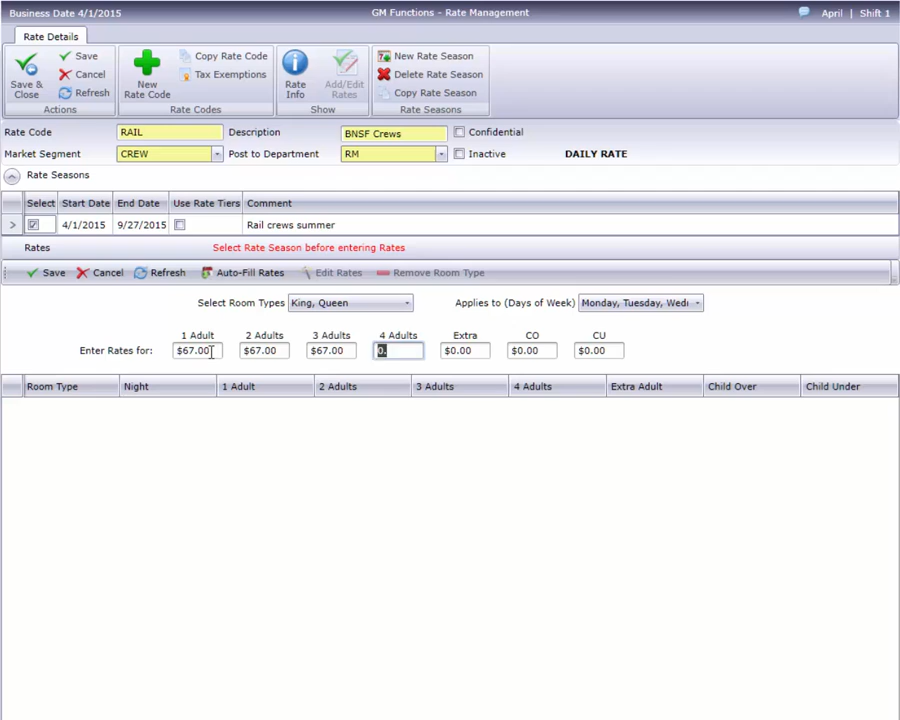 Business Date 4/1/2015 GM Functions - Rate Management April | Shift 1
Rate Details
Save & Close Save Cancel Refresh Actions
New Rate Code Copy Rate Code Tax Exemptions Rate Codes
Rate Info Add/Edit Rates Show
New Rate Season Delete Rate Season Copy Rate Season Rate Seasons
Rate Code RAIL Description BNSF Crews Confidential
Market Segment CREW Post to Department RM Inactive DAILY RATE
Rate Seasons
Select Start Date End Date Use Rate Tiers Comment
> 4/1/2015 9/27/2015 Rail crews summer
Rates Select Rate Season before entering Rates
Save Cancel Refresh Auto-Fill Rates Edit Rates Remove Room Type
Select Room Types King, Queen Applies to (Days of Week) Monday, Tuesday, Wedı
1 Adult 2 Adults 3 Adults 4 Adults Extra CO CU
Enter Rates for: $67.00 $67.00 $67.00 0. $0.00 $0.00 $0.00
Room Type Night 1 Adult 2 Adults 3 Adults 4 Adults Extra Adult Child Over Child Under